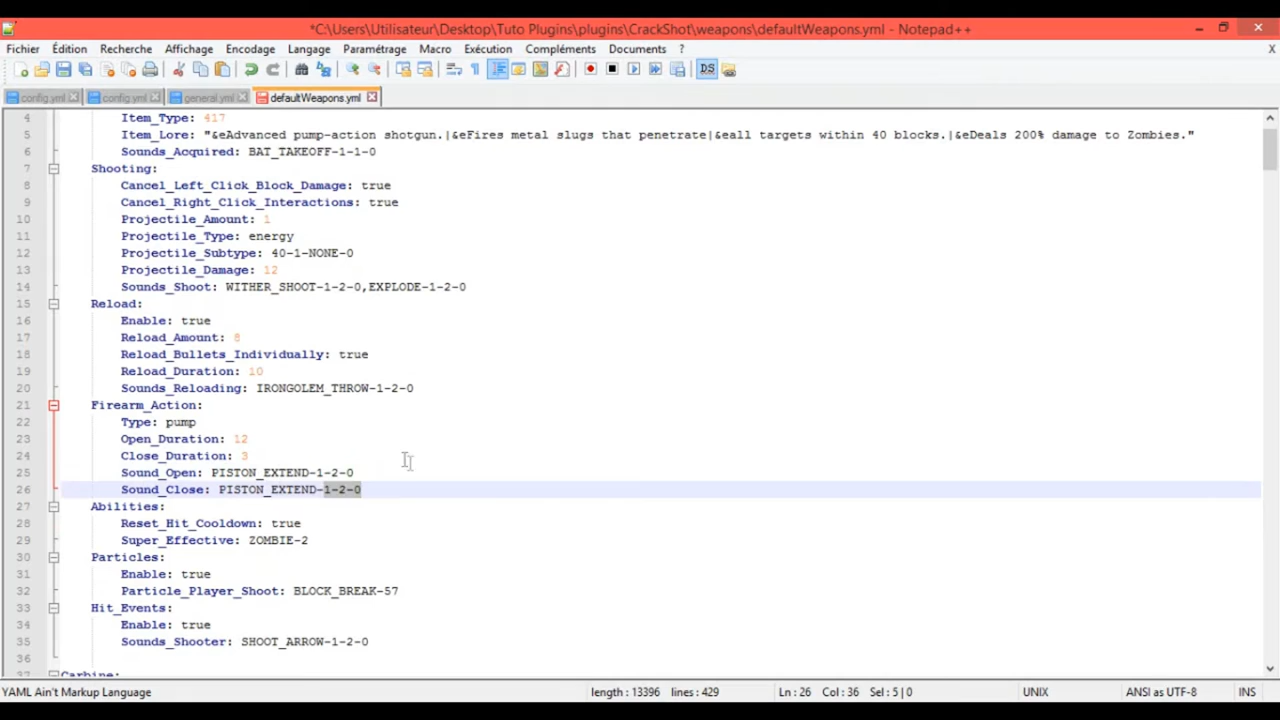 *C:\Users\Utilisateur\Desktop\Tuto Plugins\plugins\CrackShot\weapons\defaultWeapons.yml - Notepad++
Fichier Édition Recherche Affichage Encodage Langage Paramétrage Macro Exécution Compléments Documents ? X
config.yml config.yml general.yml defaultWeapons.yml
4 Item_Type: 417
5 Item_Lore: "&eAdvanced pump-action shotgun.|&eFires metal slugs that penetrate|&eall targets within 40 blocks.|&eDeals 200% damage to Zombies."
6 Sounds_Acquired: BAT_TAKEOFF-1-1-0
7 Shooting:
8 Cancel_Left_Click_Block_Damage: true
9 Cancel_Right_Click_Interactions: true
10 Projectile_Amount: 1
11 Projectile_Type: energy
12 Projectile_Subtype: 40-1-NONE-0
13 Projectile_Damage: 12
14 Sounds_Shoot: WITHER_SHOOT-1-2-0,EXPLODE-1-2-0
15 Reload:
16 Enable: true
17 Reload_Amount: 8
18 Reload_Bullets_Individually: true
19 Reload_Duration: 10
20 Sounds_Reloading: IRONGOLEM_THROW-1-2-0
21 Firearm_Action:
22 Type: pump
23 Open_Duration: 12
24 Close_Duration: 3
25 Sound_Open: PISTON_EXTEND-1-2-0
26 Sound_Close: PISTON_EXTEND-1-2-0
27 Abilities:
28 Reset_Hit_Cooldown: true
29 Super_Effective: ZOMBIE-2
30 Particles:
31 Enable: true
32 Particle_Player_Shoot: BLOCK_BREAK-57
33 Hit_Events:
34 Enable: true
35 Sounds_Shooter: SHOOT_ARROW-1-2-0
36
37 Carbine:
YAML Ain't Markup Language length : 13396 lines : 429 Ln : 26 Col : 36 Sel : 5 | 0 UNIX ANSI as UTF-8 INS